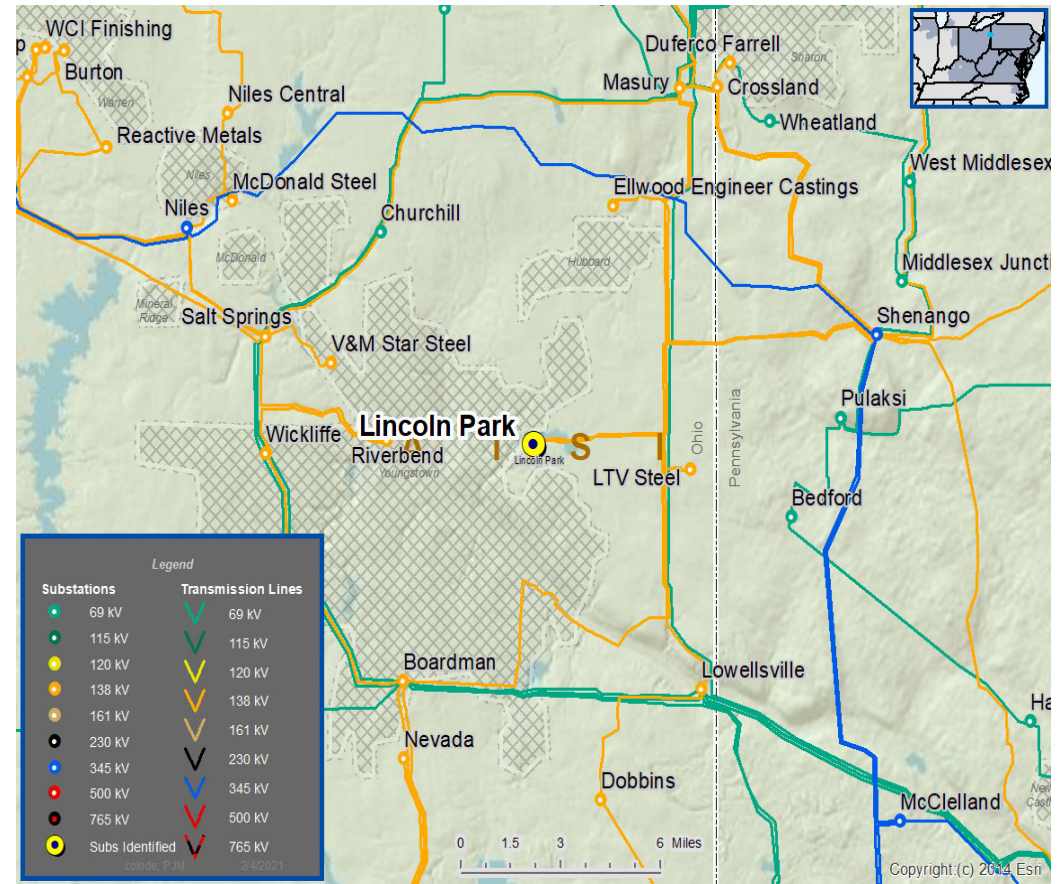 WCI Finishing
p
Burton
Warren
Niles Central
Reactive Metals
Niles
McDonald Steel
Niles
McDonald
Mineral
Ridge
Churchill
Salt Springs
V&M Star Steel
Duferco Farrell
Sharon
Masury
Crossland
Wheatland
West Middlesex
Ellwood Engineer Castings
Hubbard
Middlesex Juncti
Shenango
Pulaksi
Ohio
Pennsylvania
Lincoln Park
A T S I
Lincoln Park
Wickliffe
Riverbend
Youngstown
LTV Steel
Bedford
Boardman
Lowellsville
Nevada
Dobbins
Ha
New
Castl
McClelland
Legend
Substations Transmission Lines
69 kV 69 kV
115 kV 115 kV
120 kV 120 kV
138 kV 138 kV
161 kV 161 kV
230 kV 230 kV
345 kV 345 kV
500 kV 500 kV
765 kV 765 kV
Subs Identified
colode: PJM 2/4/2021
0 1.5 3 6 Miles
Copyright:(c) 2014 Esri